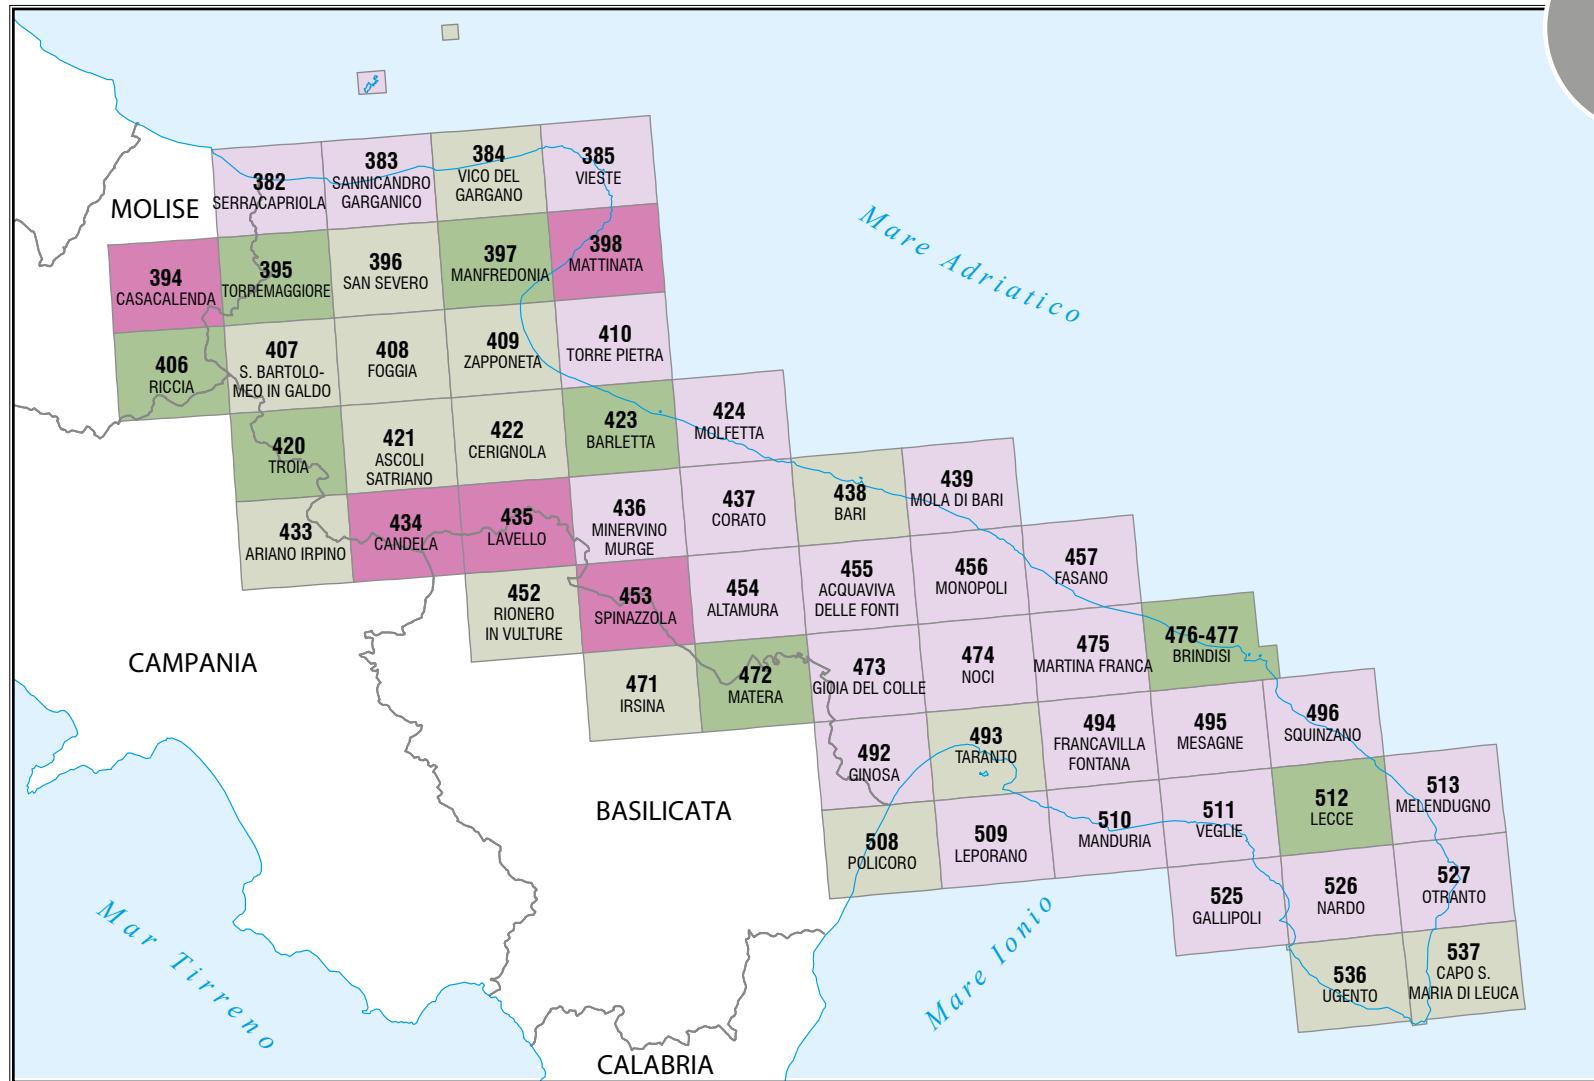 382
SERRACAPRIOLA
383
SANNICANDRO
GARGANICO
384
VICO DEL
GARGANO
385
VIESTE
MOLISE
394
CASACALENDA
395
TORREMAGGIORE
396
SAN SEVERO
397
MANFREDONIA
398
MATTINATA
Mare Adriatico
406
RICCIA
407
S. BARTOLO-
MEO IN GALDO
408
FOGGIA
409
ZAPPONETA
410
TORRE PIETRA
420
TROIA
421
ASCOLI
SATRIANO
422
CERIGNOLA
423
BARLETTA
424
MOLFETTA
433
ARIANO IRPINO
434
CANDELA
435
LAVELLO
436
MINERVINO
MURGE
437
CORATO
438
BARI
439
MOLA DI BARI
452
RIONERO
IN VULTURE
453
SPINAZZOLA
454
ALTAMURA
455
ACQUAVIVA
DELLE FONTI
456
MONOPOLI
457
FASANO
CAMPANIA
471
IRSINA
472
MATERA
473
GIOIA DEL COLLE
474
NOCI
475
MARTINA FRANCA
476-477
BRINDISI
492
GINOSA
493
TARANTO
494
FRANCAVILLA
FONTANA
495
MESAGNE
496
SQUINZANO
BASILICATA
508
POLICORO
509
LEPORANO
510
MANDURIA
511
VEGLIE
512
LECCE
513
MELENDUGNO
525
GALLIPOLI
526
NARDO
527
OTRANTO
Mar Tirreno
Mare Ionio
536
UGENTO
537
CAPO S.
MARIA DI LEUCA
CALABRIA